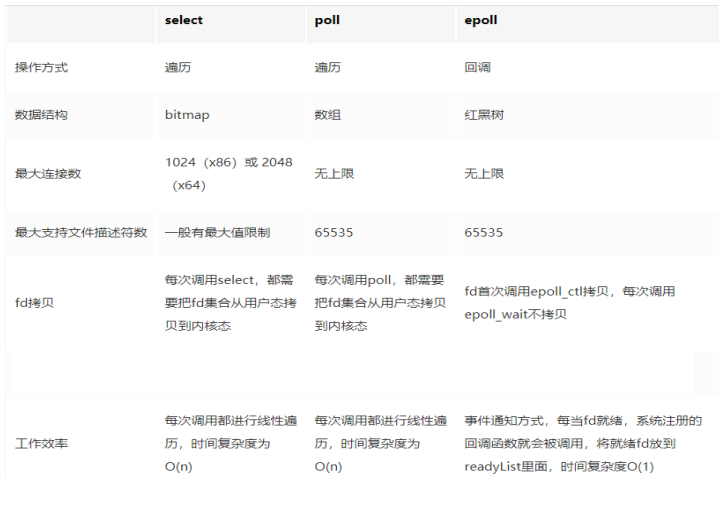 select poll epoll
操作方式 遍历 遍历 回调
数据结构 bitmap 数组 红黑树
最大连接数 1024（x86）或 2048（x64） 无上限 无上限
最大支持文件描述符数 一般有最大值限制 65535 65535
fd拷贝 每次调用select，都需要把fd集合从用户态拷贝到内核态 每次调用poll，都需要把fd集合从用户态拷贝到内核态 fd首次调用epoll_ctl拷贝，每次调用epoll_wait不拷贝
工作效率 每次调用都进行线性遍历，时间复杂度为O(n) 每次调用都进行线性遍历，时间复杂度为O(n) 事件通知方式，每当fd就绪，系统注册的回调函数就会被调用，将就绪fd放到readyList里面，时间复杂度O(1)